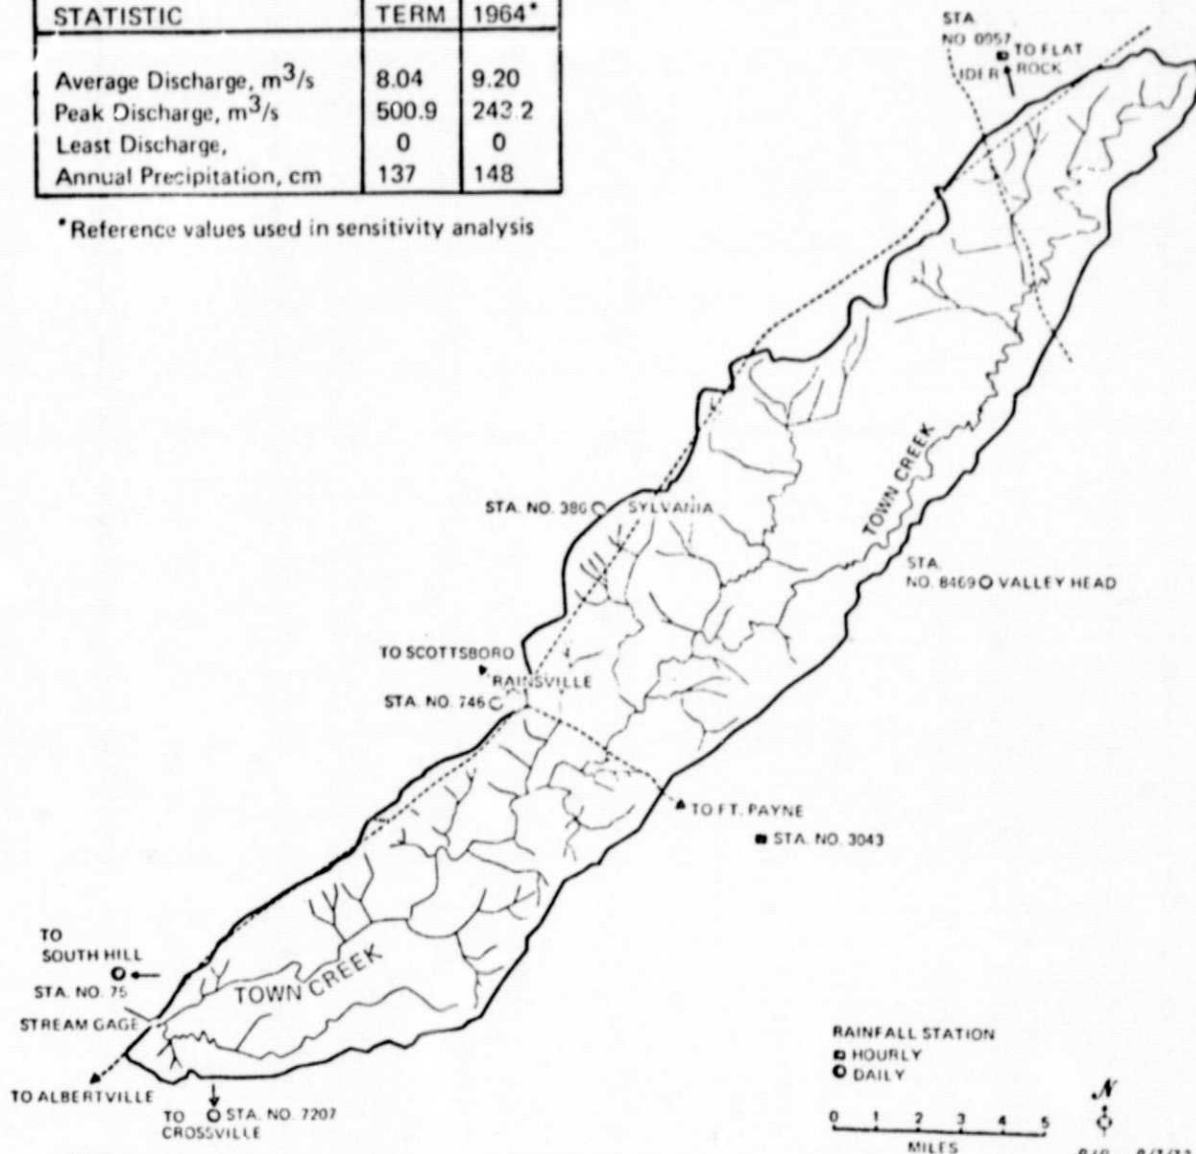 STATISTIC TERM 1964*
Average Discharge, m³/s 8.04 9.20
Peak Discharge, m³/s 500.9 243.2
Least Discharge, 0 0
Annual Precipitation, cm 137 148
*Reference values used in sensitivity analysis
STA
NO 0957
TO FLAT
ROCK
IDER
TOWN CREEK
STA. NO. 380
SYLVANIA
STA.
NO. 8469 VALLEY HEAD
TO SCOTTSBORO
RAINSVILLE
STA. NO. 746
TO FT. PAYNE
STA. NO. 3043
TO
SOUTH HILL
STA. NO. 75
STREAM GAGE
TOWN CREEK
TO ALBERTVILLE
TO STA. NO. 7207
CROSSVILLE
RAINFALL STATION
HOURLY
DAILY
N
0 1 2 3 4 5
MILES